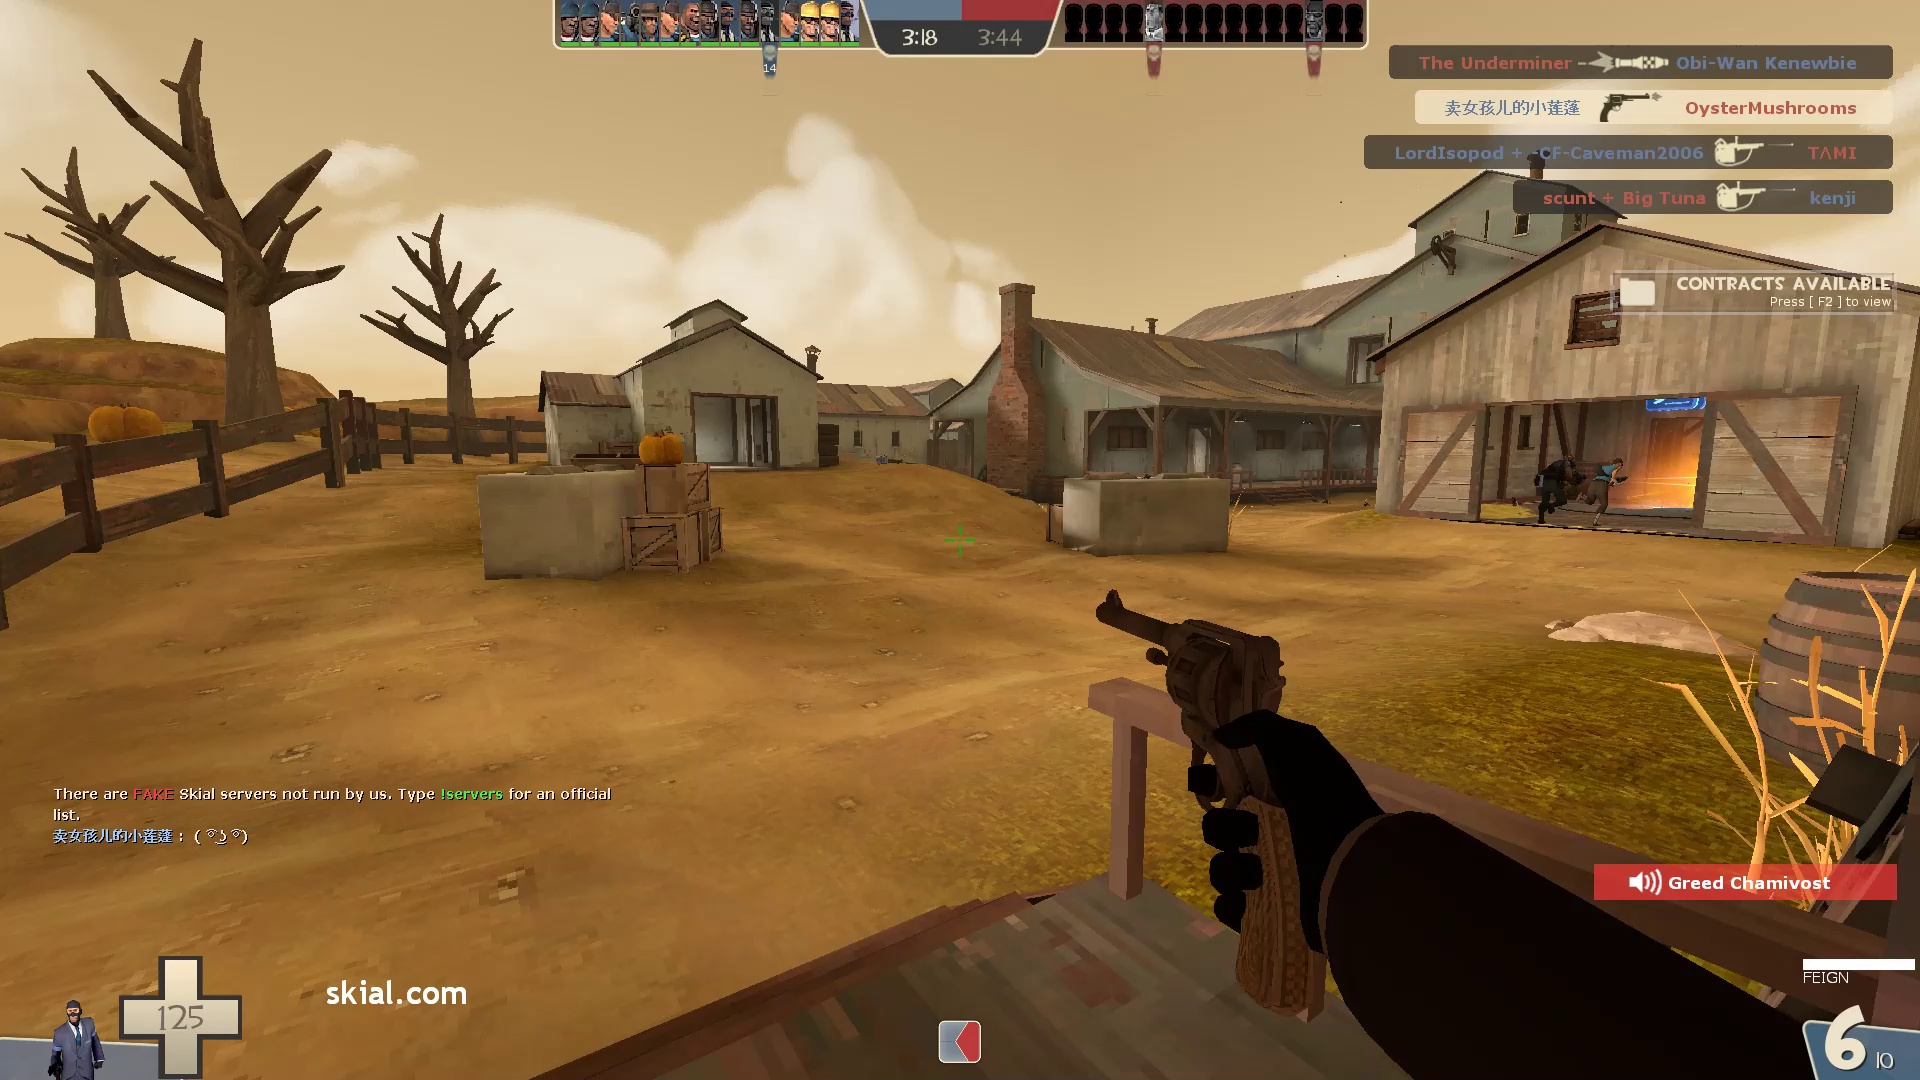 3:18 3:44
14
The Underminer Obi-Wan Kenewbie
卖女孩儿的小莲蓬 OysterMushrooms
LordIsopod + -CF-Caveman2006 TΛMI
scunt + Big Tuna kenji
CONTRACTS AVAILABLE
Press [ F2 ] to view
There are FAKE Skial servers not run by us. Type !servers for an official
list.
卖女孩儿的小莲蓬 : ( ͡° ͜ʖ ͡°)
Greed Chamivost
FEIGN
skial.com
125
6 10